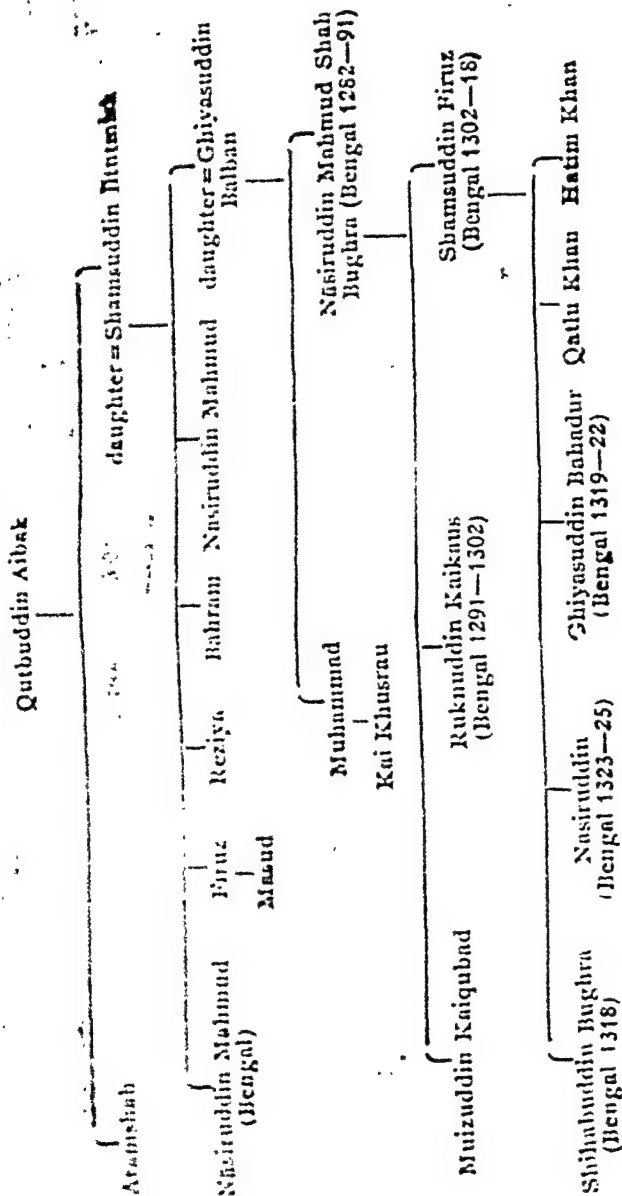 Qutbuddin Aibak
Aramshah daughter = Shamsuddin Iltutmish
Nāsiruddin Mahmud Firuz Reziya Bahram Nasiruddin Mahmud daughter = Ghiyasuddin
(Bengal) Masud Balban
Muhammad Nāsiruddin Mahmud Shah
Kai Khusrau Bughra (Bengal 1282—91)
Muizuddin Kaiqubad Ruknuddin Kaikaus Shamsuddin Firuz
(Bengal 1291—1302) (Bengal 1302—18)
Shihabuddin Bughra Nasiruddin Ghiyasuddin Bahadur Qatlu Khan Hatim Khan
(Bengal 1318) (Bengal 1323—25) (Bengal 1319—22)